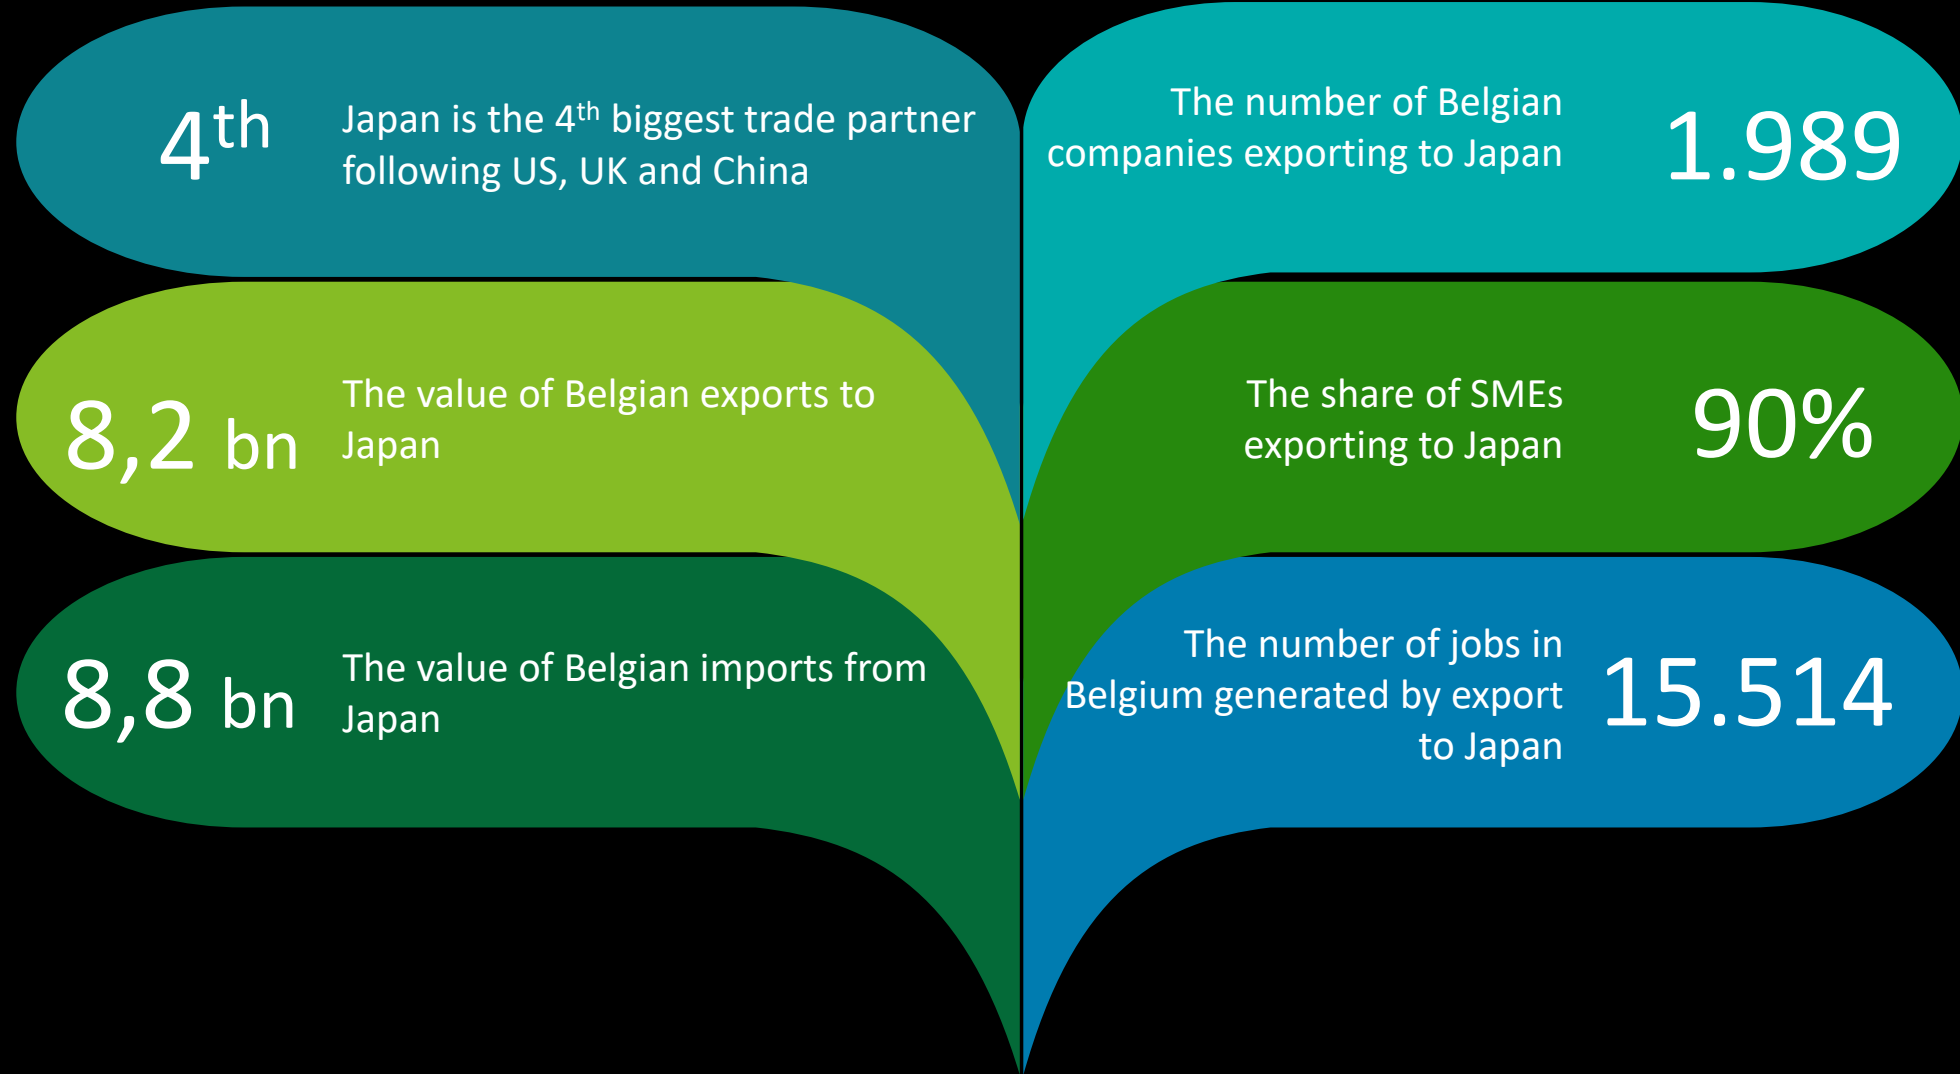 4th
Japan is the 4th biggest trade partner
following US, UK and China
The number of Belgian
companies exporting to Japan
1.989
8,2 bn
The value of Belgian exports to
Japan
The share of SMEs
exporting to Japan
90%
8,8 bn
The value of Belgian imports from
Japan
The number of jobs in
Belgium generated by export
to Japan
15.514